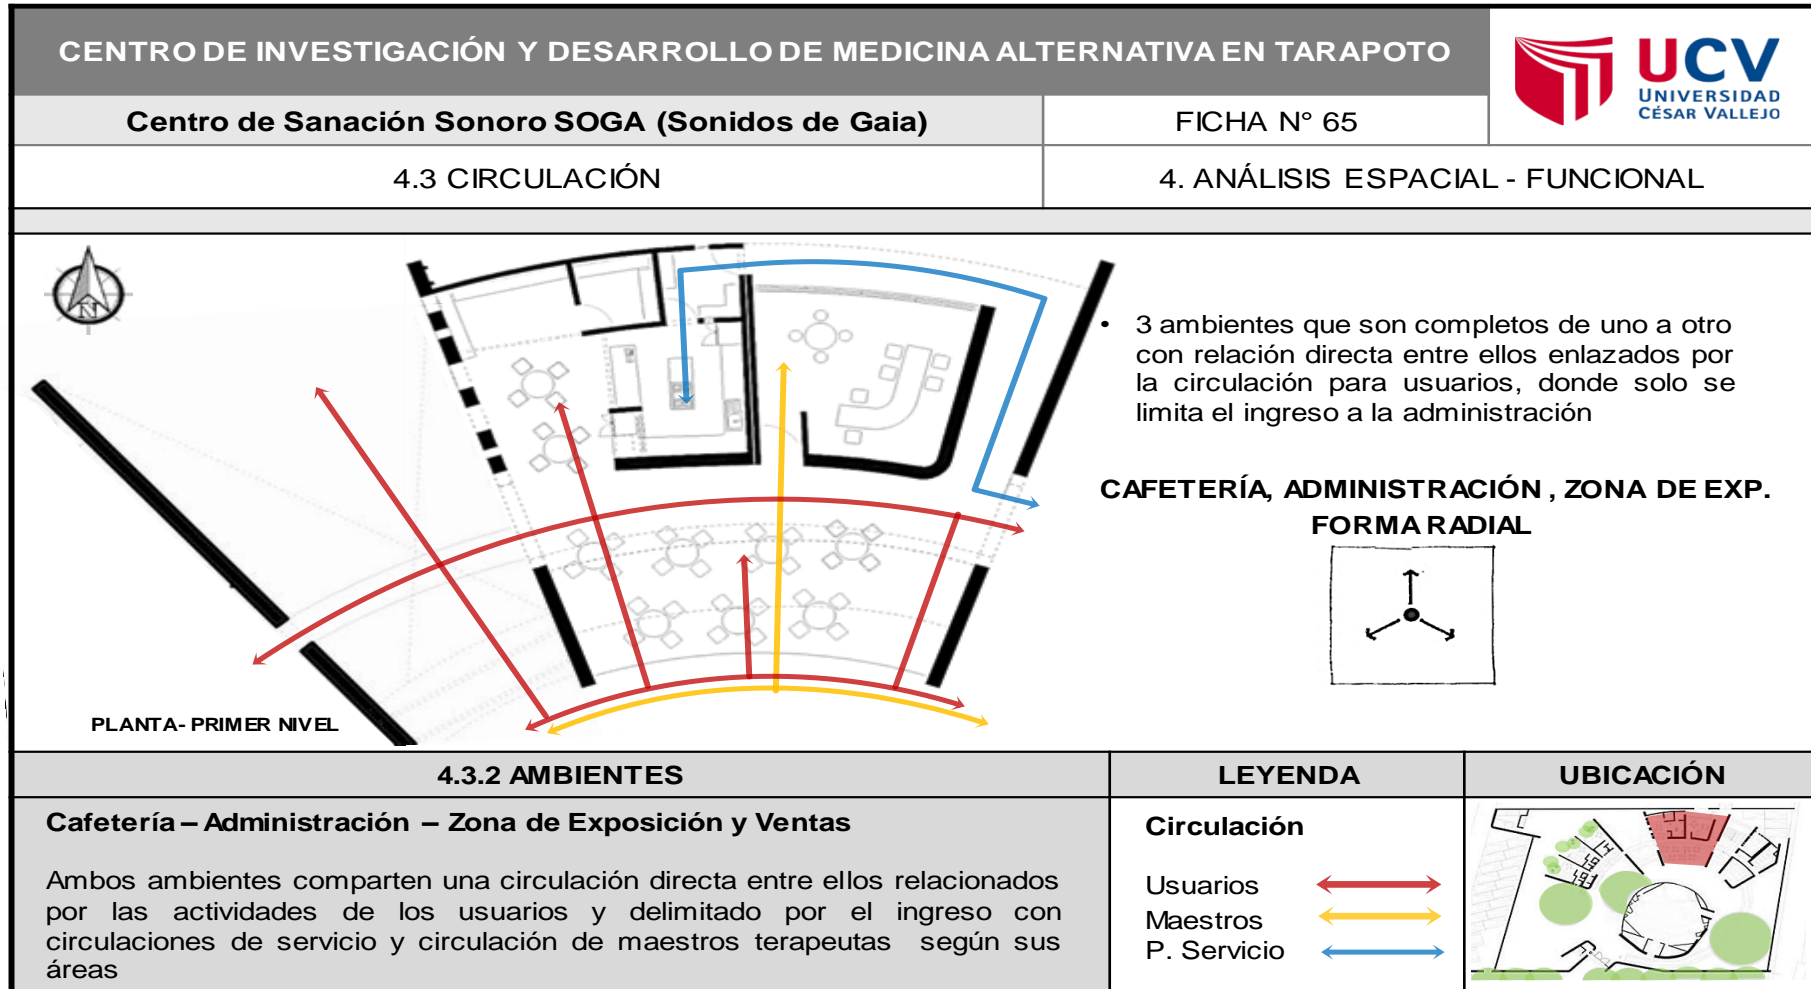 CENTRO DE INVESTIGACIÓN Y DESARROLLO DE MEDICINA ALTERNATIVA EN TARAPOTO
UCV
UNIVERSIDAD
CÉSAR VALLEJO
Centro de Sanación Sonoro SOGA (Sonidos de Gaia)
FICHA N° 65
4.3 CIRCULACIÓN
4. ANÁLISIS ESPACIAL - FUNCIONAL
N
• 3 ambientes que son completos de uno a otro
con relación directa entre ellos enlazados por
la circulación para usuarios, donde solo se
limita el ingreso a la administración
CAFETERÍA, ADMINISTRACIÓN , ZONA DE EXP.
FORMA RADIAL
PLANTA- PRIMER NIVEL
4.3.2 AMBIENTES
LEYENDA
UBICACIÓN
Cafetería – Administración – Zona de Exposición y Ventas
Ambos ambientes comparten una circulación directa entre ellos relacionados
por las actividades de los usuarios y delimitado por el ingreso con
circulaciones de servicio y circulación de maestros terapeutas según sus
áreas
Circulación
Usuarios
Maestros
P. Servicio